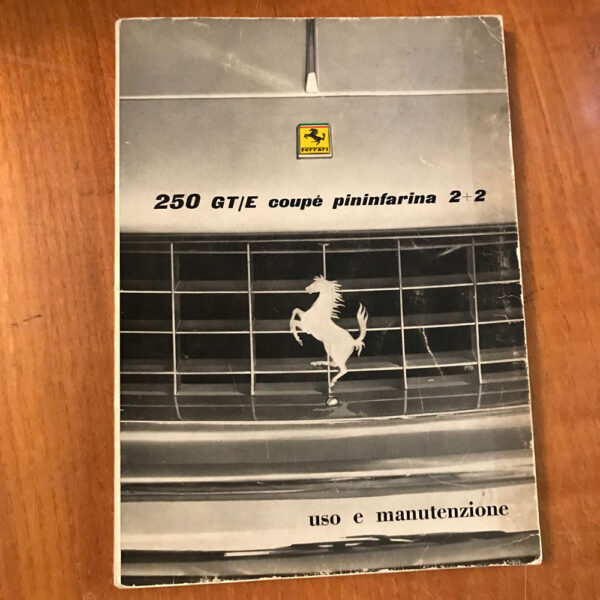 Ferrari
250 GT/E coupé pininfarina 2+2
uso e manutenzione